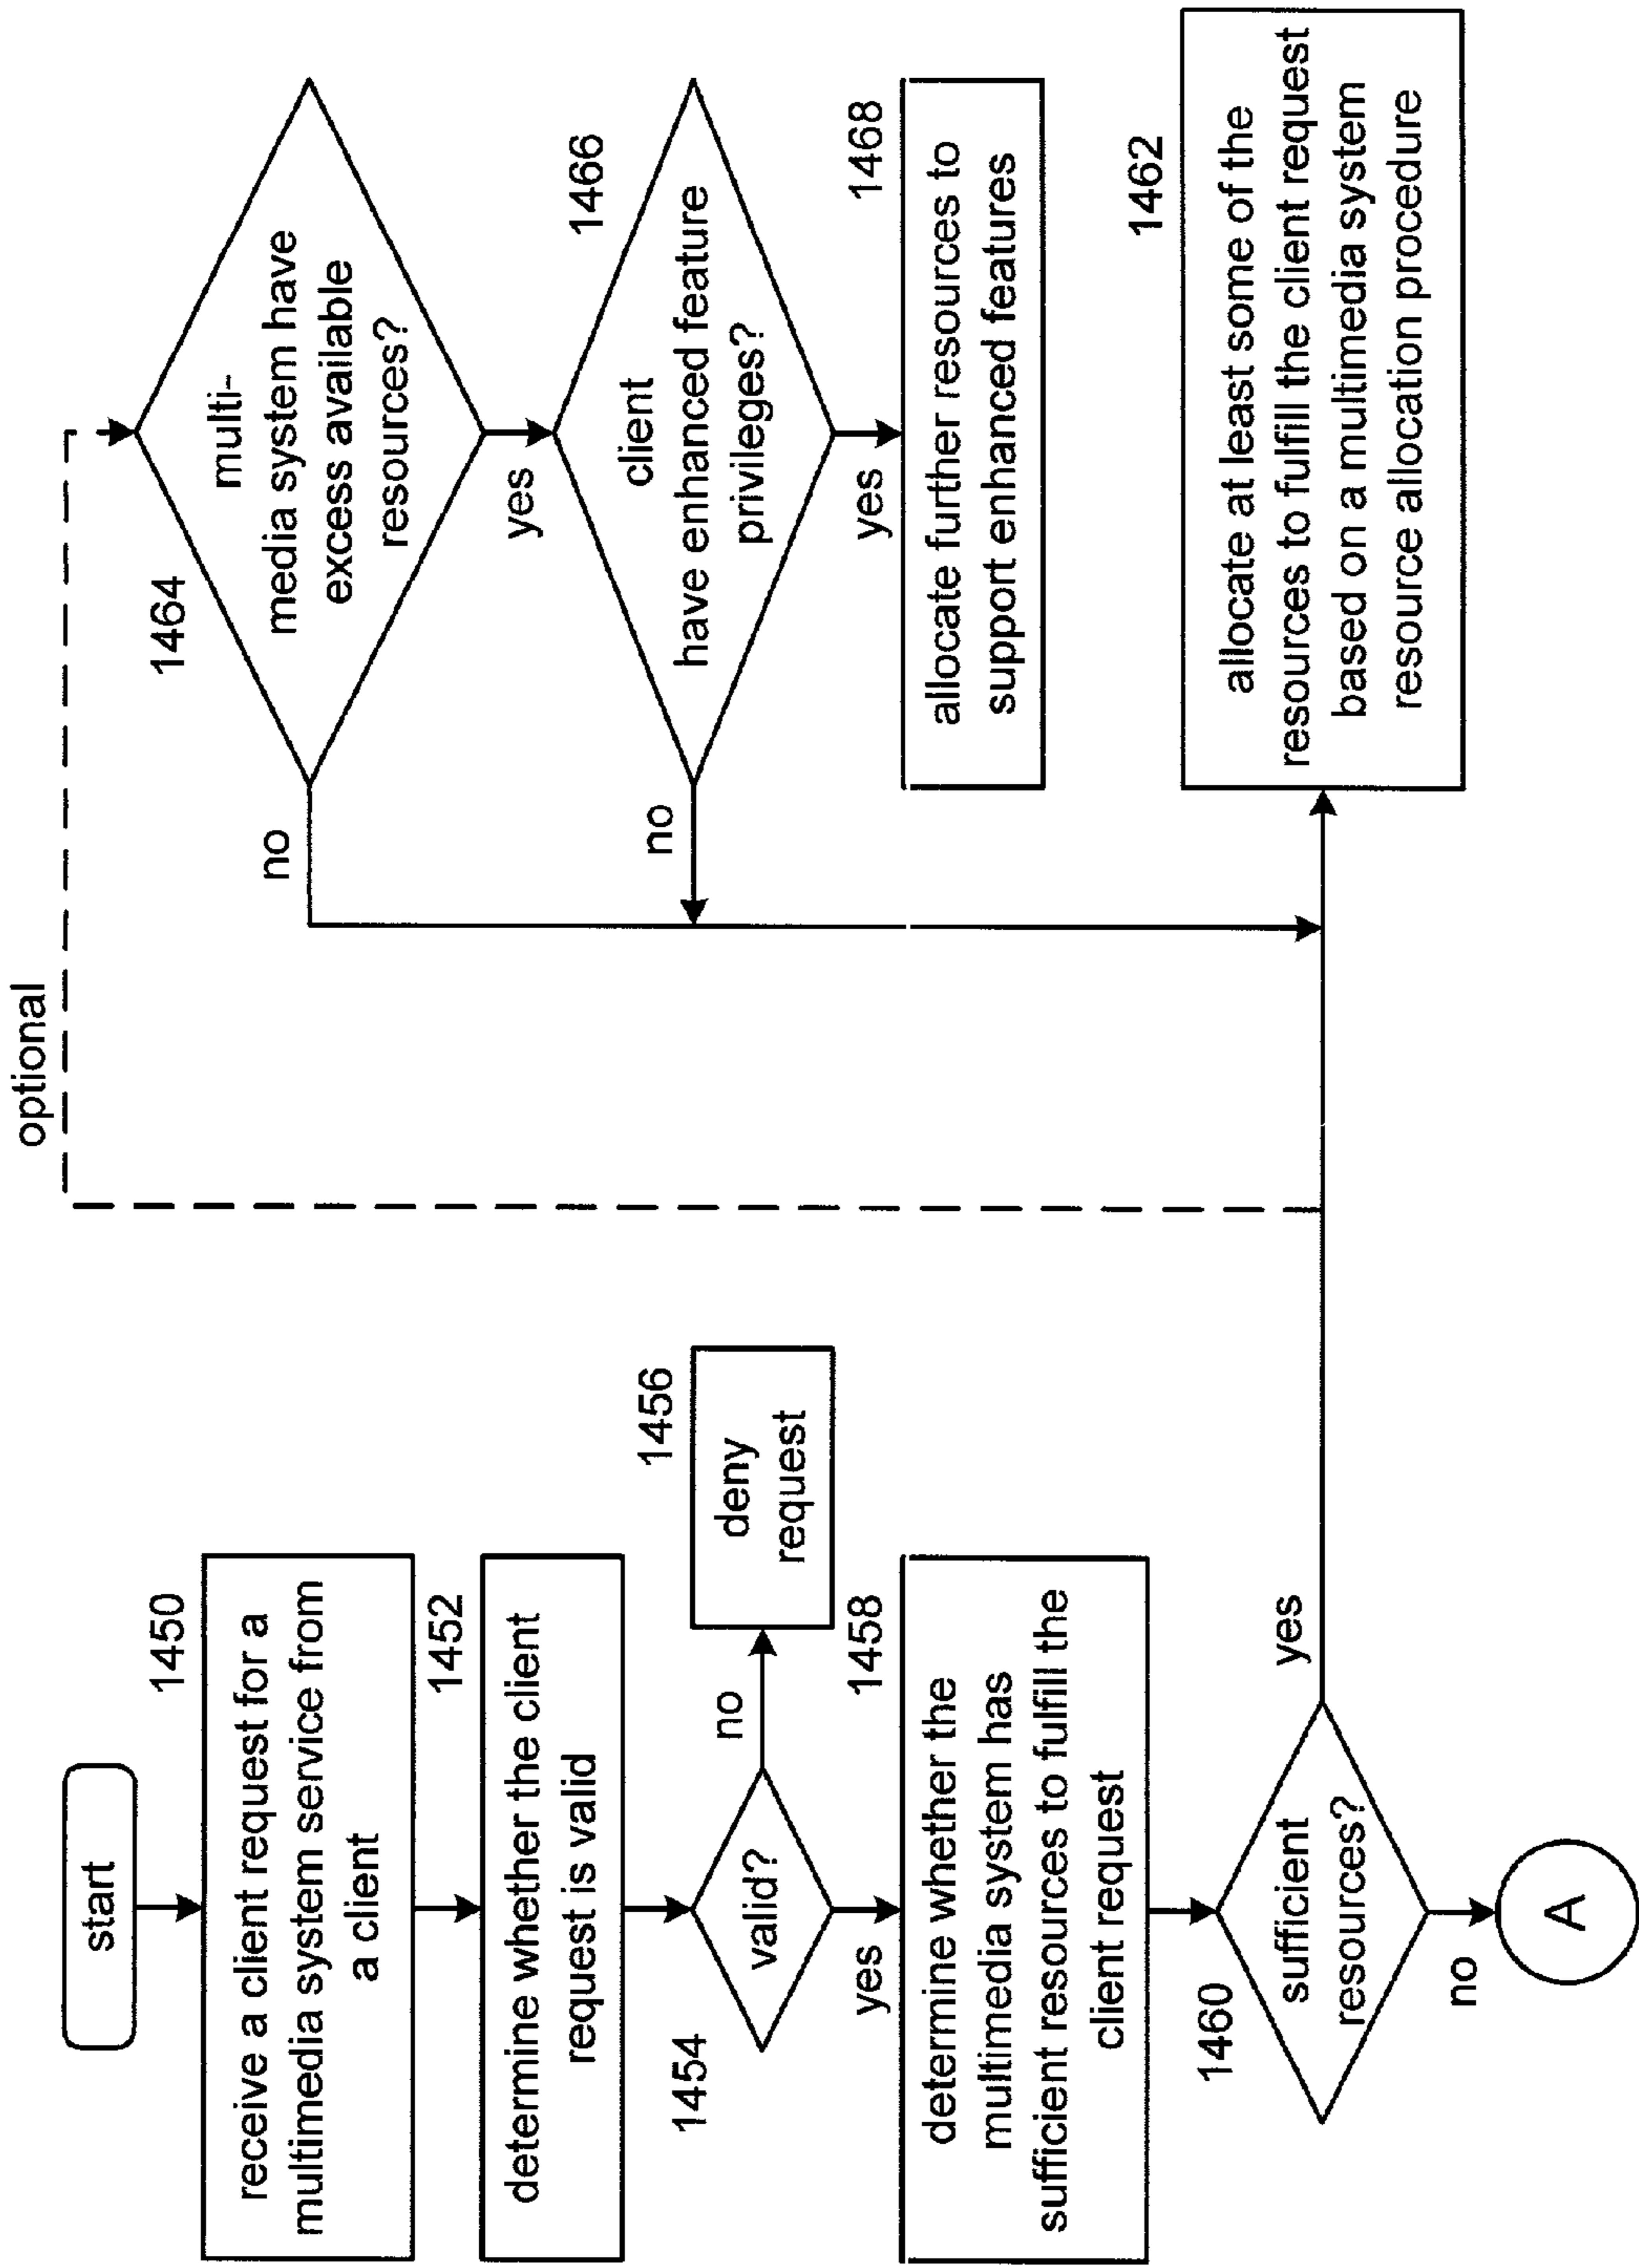 start
1450
receive a client request for a
multimedia system service from
a client
1452
determine whether the client
request is valid
1454
valid?
no
1456
deny
request
yes
1458
determine whether the
multimedia system has
sufficient resources to fulfill the
client request
1460
sufficient
resources?
yes
no
A
optional
1464
multi-
media system have
excess available
resources?
no
yes
1466
client
have enhanced feature
privileges?
no
yes
1468
allocate further resources to
support enhanced features
1462
allocate at least some of the
resources to fulfill the client request
based on a multimedia system
resource allocation procedure